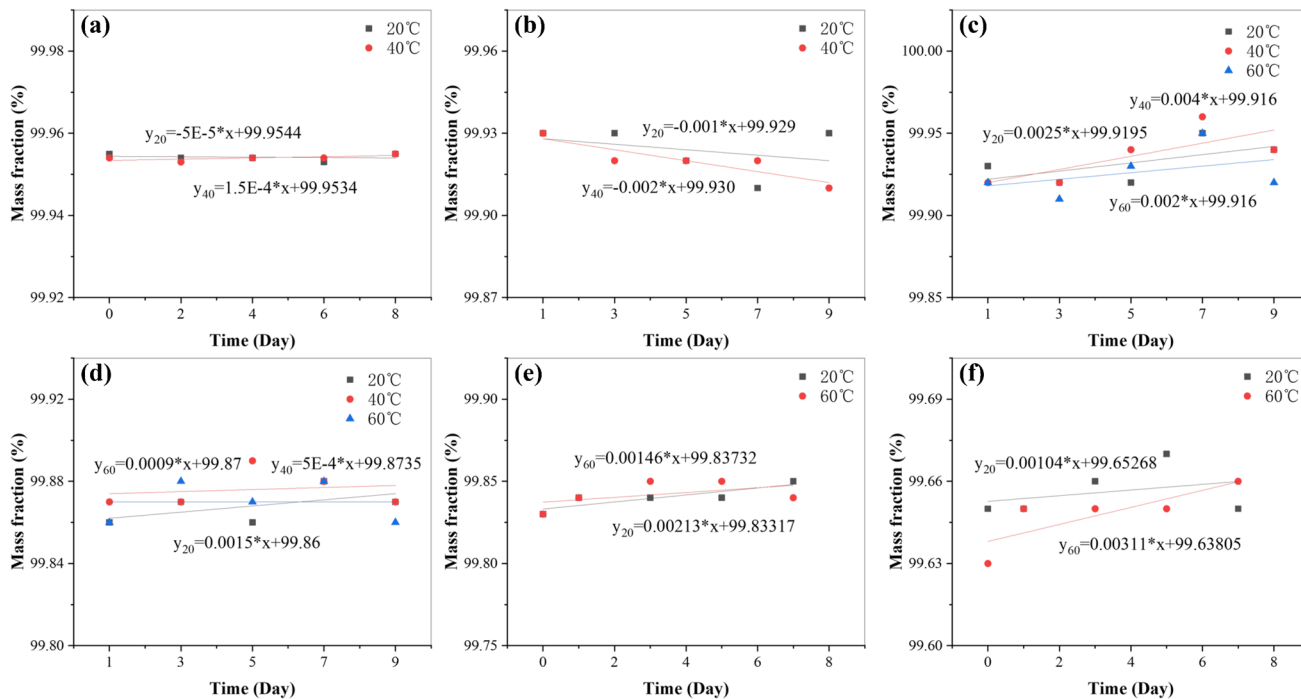 (a)
20℃
40℃
99.98
99.96
99.94
99.92
Mass fraction (%)
y20=-5E-5*x+99.9544
y40=1.5E-4*x+99.9534
0 2 4 6 8
Time (Day)
(b)
20℃
40℃
99.96
99.93
99.90
99.87
Mass fraction (%)
y20=-0.001*x+99.929
y40=-0.002*x+99.930
1 3 5 7 9
Time (Day)
(c)
20℃
40℃
60℃
100.00
99.95
99.90
99.85
Mass fraction (%)
y40=0.004*x+99.916
y20=0.0025*x+99.9195
y60=0.002*x+99.916
1 3 5 7 9
Time (Day)
(d)
20℃
40℃
60℃
99.92
99.88
99.84
99.80
Mass fraction (%)
y60=0.0009*x+99.87
y40=5E-4*x+99.8735
y20=0.0015*x+99.86
1 3 5 7 9
Time (Day)
(e)
20℃
60℃
99.90
99.85
99.80
99.75
Mass fraction (%)
y60=0.00146*x+99.83732
y20=0.00213*x+99.83317
0 2 4 6 8
Time (Day)
(f)
20℃
60℃
99.69
99.66
99.63
99.60
Mass fraction (%)
y20=0.00104*x+99.65268
y60=0.00311*x+99.63805
0 2 4 6 8
Time (Day)